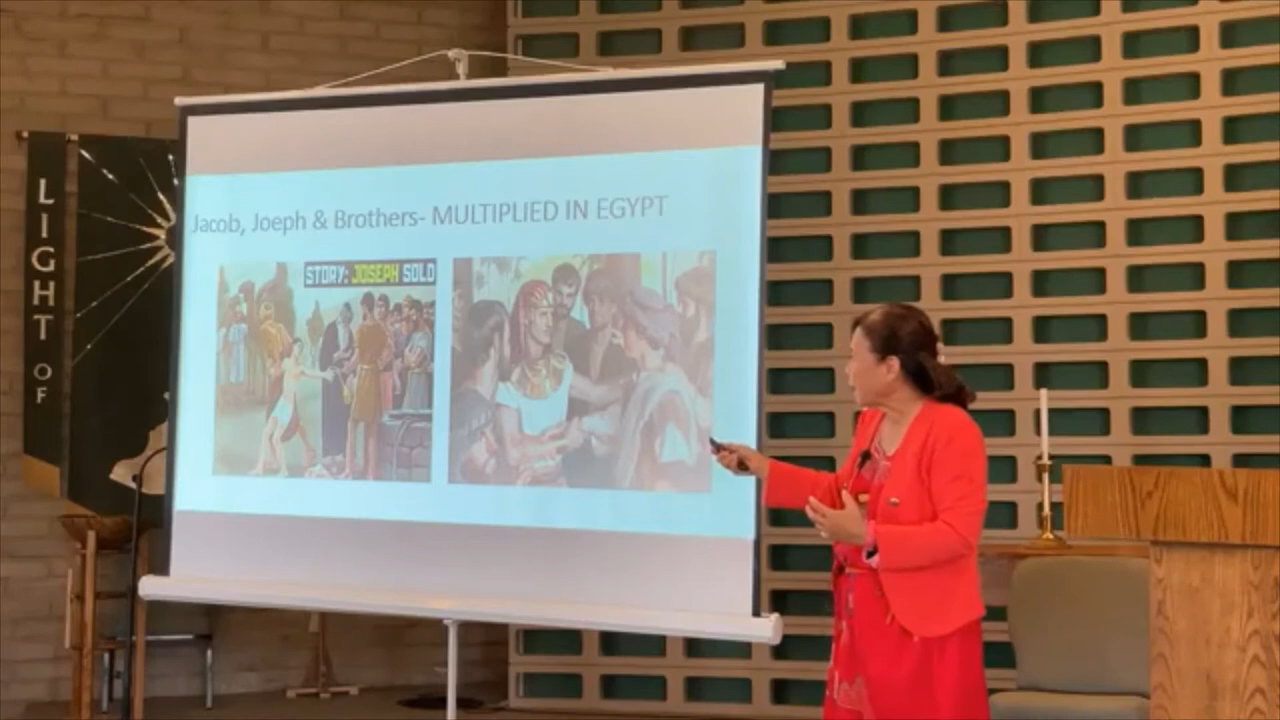 LIGHT
OF
Jacob, Joeph & Brothers- MULTIPLIED IN EGYPT
STORY: JOSEPH SOLD